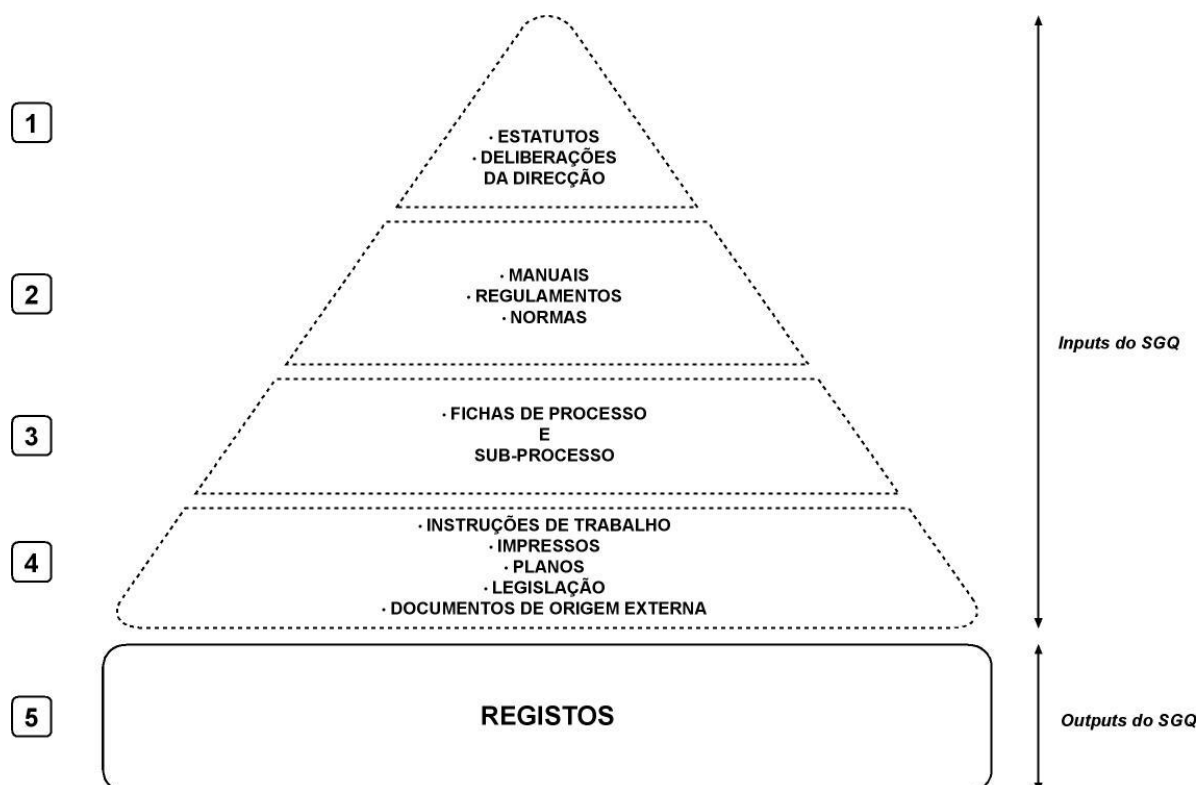 1
· ESTATUTOS
· DELIBERAÇÕES
DA DIRECÇÃO
2
· MANUAIS
· REGULAMENTOS
· NORMAS
Inputs do SGQ
3
· FICHAS DE PROCESSO
E
SUB-PROCESSO
4
· INSTRUÇÕES DE TRABALHO
· IMPRESSOS
· PLANOS
· LEGISLAÇÃO
· DOCUMENTOS DE ORIGEM EXTERNA
5
REGISTOS
Outputs do SGQ